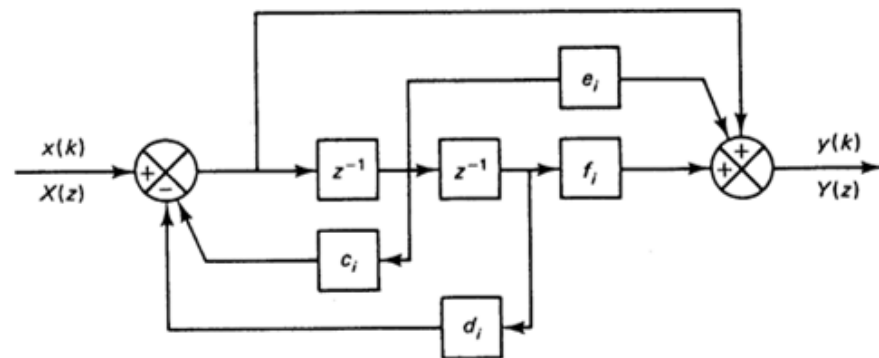 e_i
x(k)
X(z)
+
−
z⁻¹
z⁻¹
f_i
+
+
y(k)
Y(z)
c_i
d_i